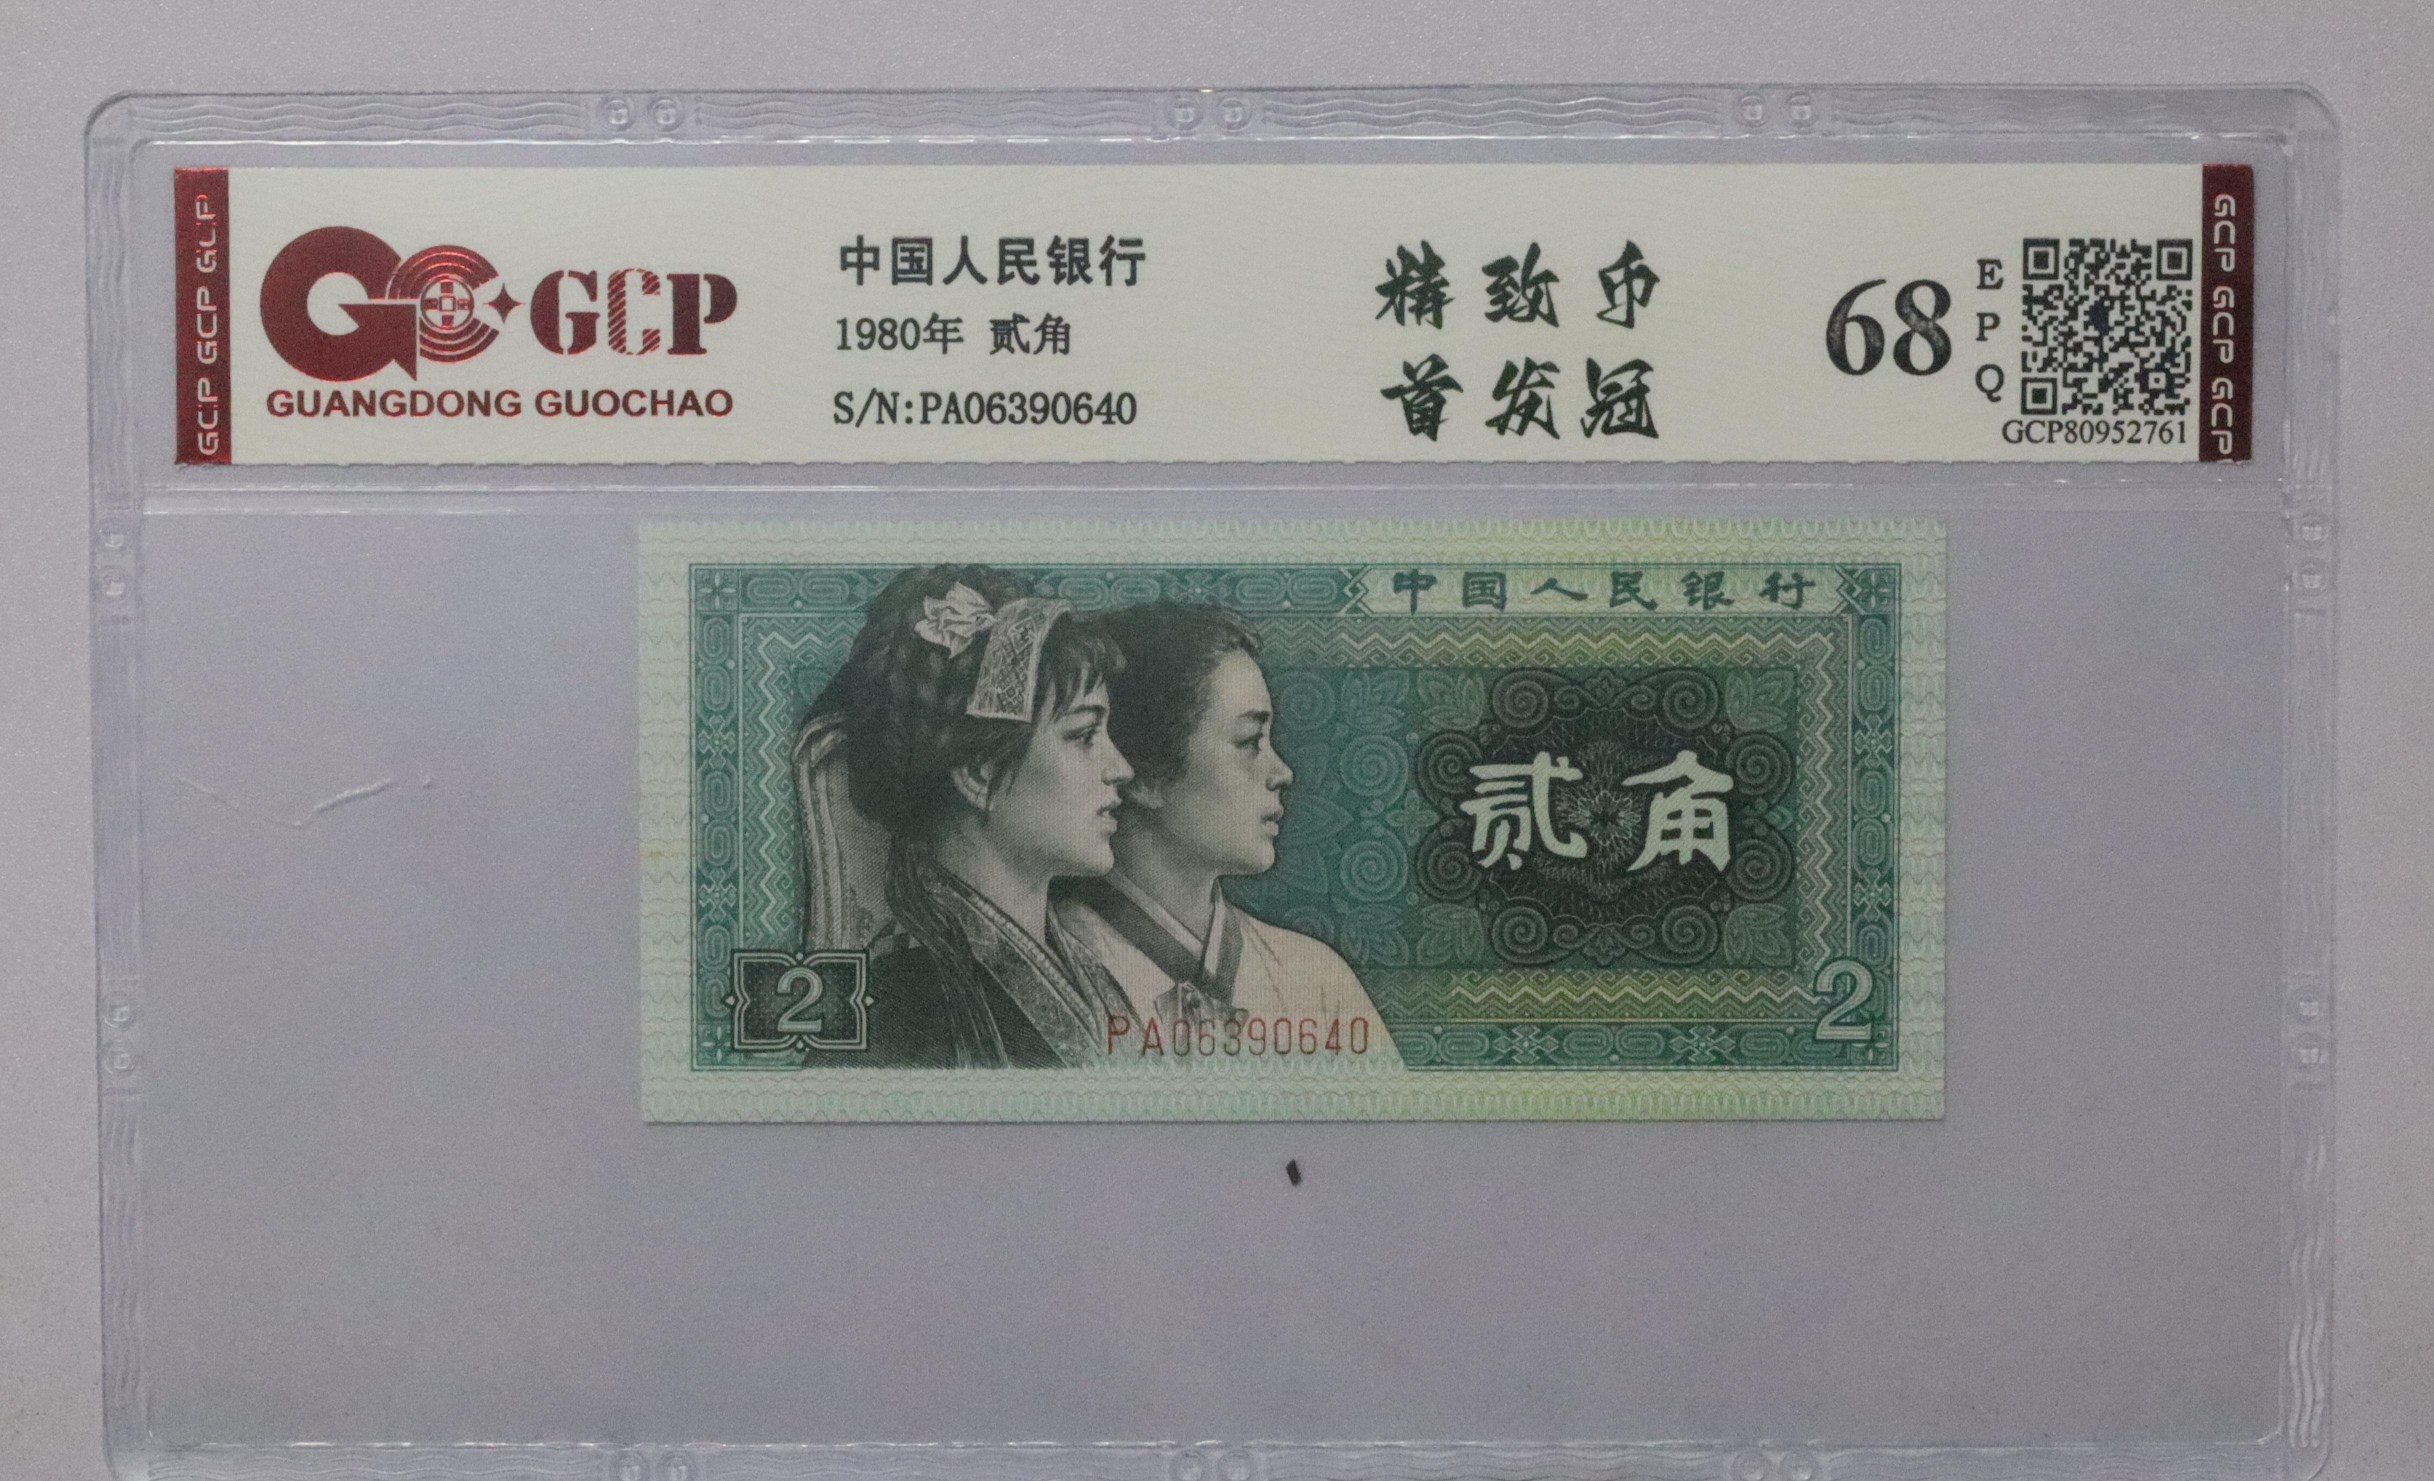 GCP GCP GCP
GCP
GUANGDONG GUOCHAO
中国人民银行
1980年 贰角
S/N:PA06390640
精致币
首发冠
68
EPQ
GCP80952761
GCP GCP GCP
中国人民银行
贰角
2
2
PA06390640